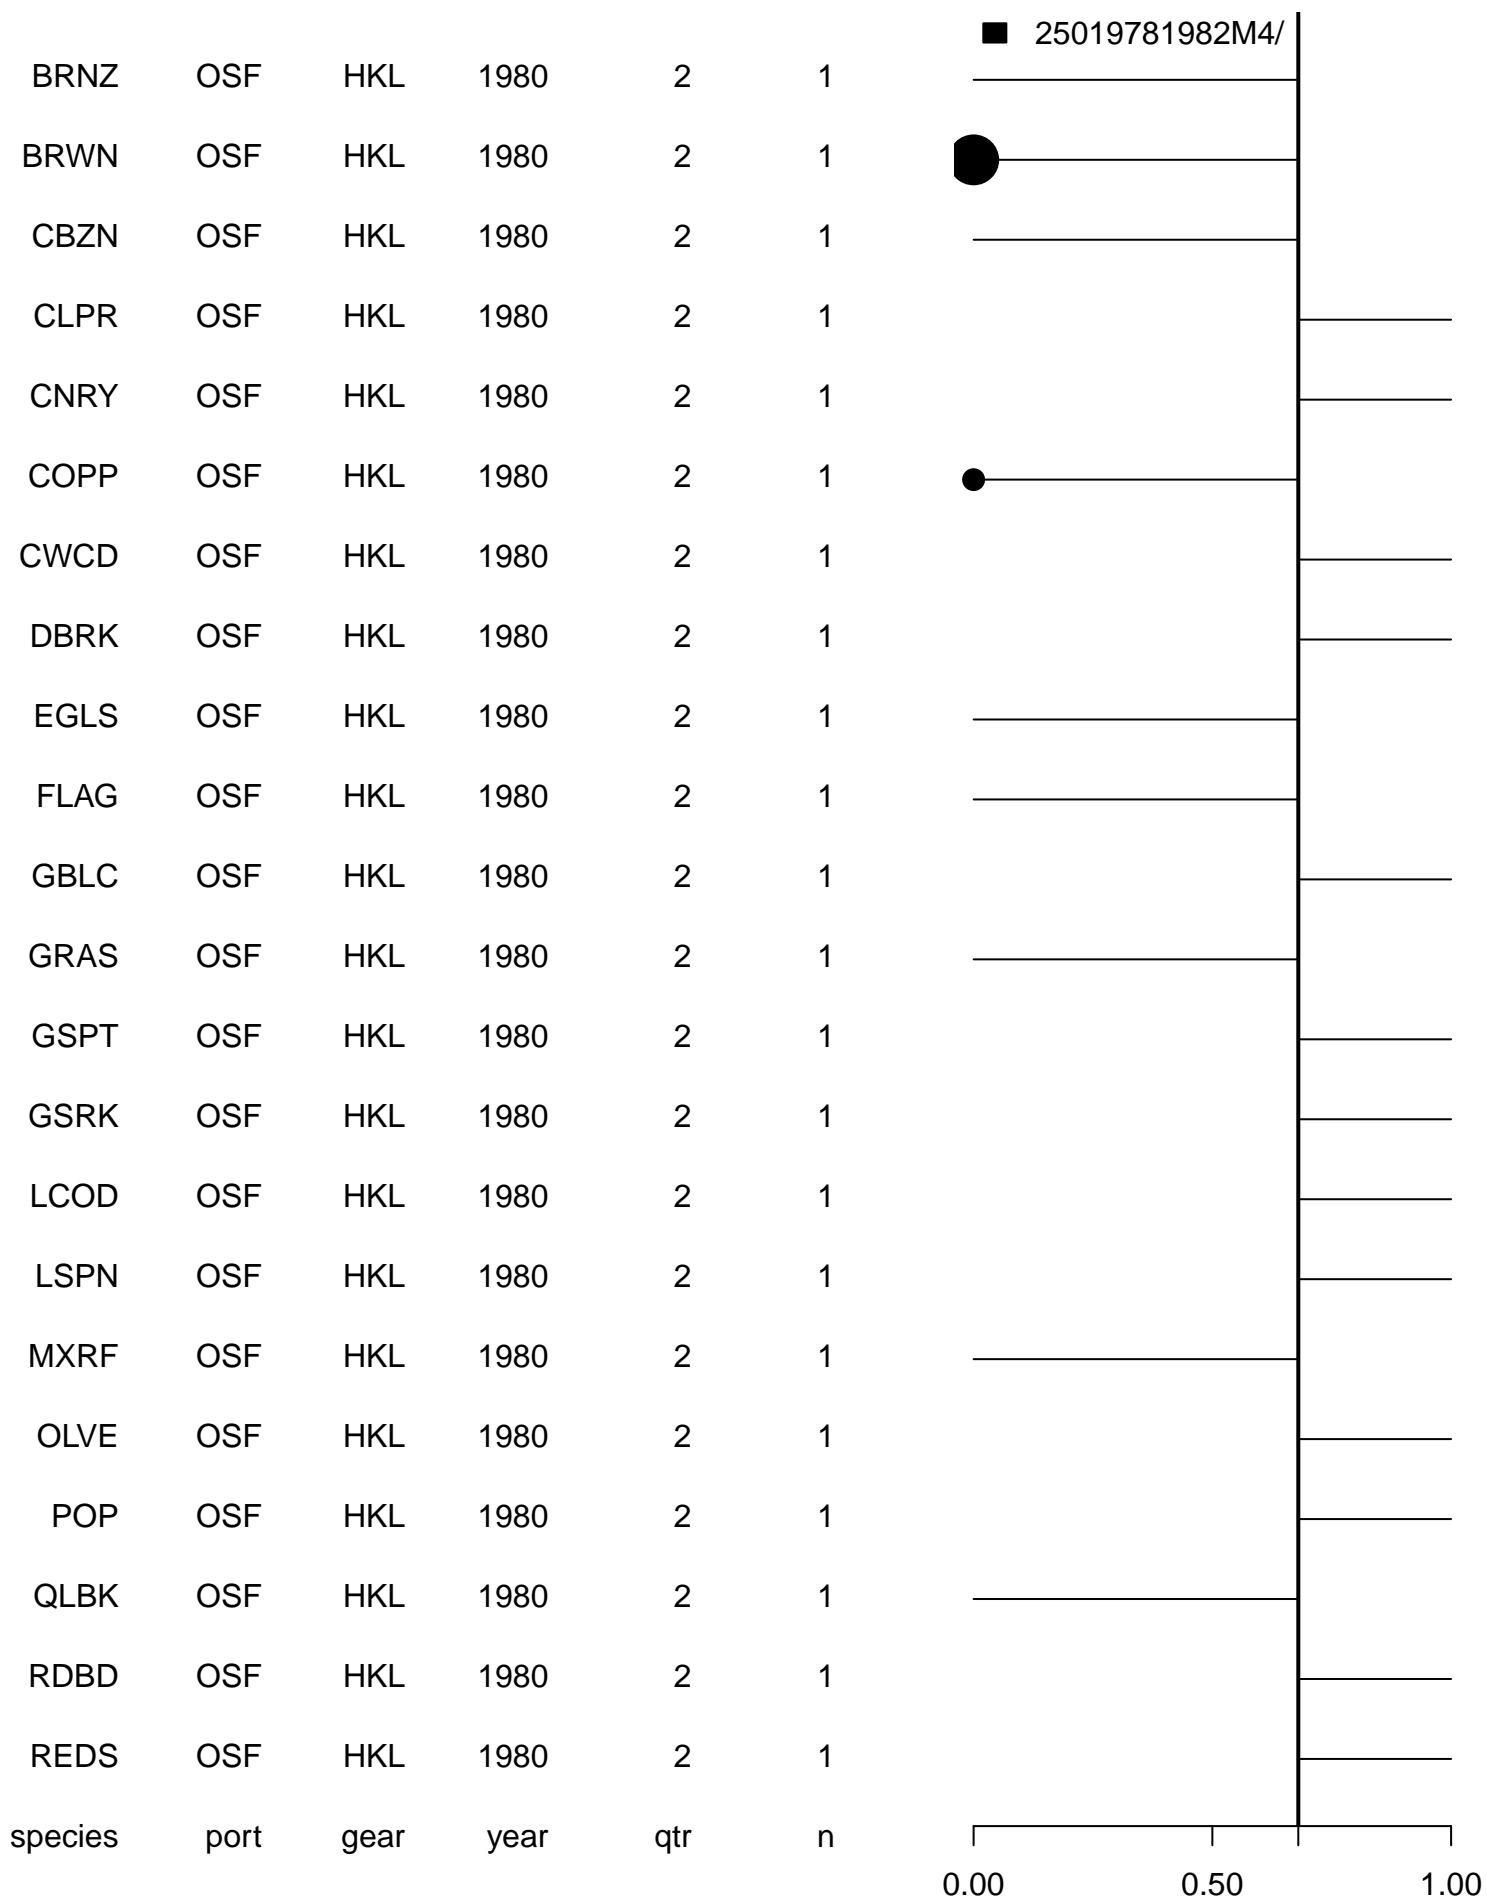 25019781982M4/
BRNZ OSF HKL 1980 2 1
BRWN OSF HKL 1980 2 1
CBZN OSF HKL 1980 2 1
CLPR OSF HKL 1980 2 1
CNRY OSF HKL 1980 2 1
COPP OSF HKL 1980 2 1
CWCD OSF HKL 1980 2 1
DBRK OSF HKL 1980 2 1
EGLS OSF HKL 1980 2 1
FLAG OSF HKL 1980 2 1
GBLC OSF HKL 1980 2 1
GRAS OSF HKL 1980 2 1
GSPT OSF HKL 1980 2 1
GSRK OSF HKL 1980 2 1
LCOD OSF HKL 1980 2 1
LSPN OSF HKL 1980 2 1
MXRF OSF HKL 1980 2 1
OLVE OSF HKL 1980 2 1
POP OSF HKL 1980 2 1
QLBK OSF HKL 1980 2 1
RDBD OSF HKL 1980 2 1
REDS OSF HKL 1980 2 1
species port gear year qtr n
0.00 0.50 1.00